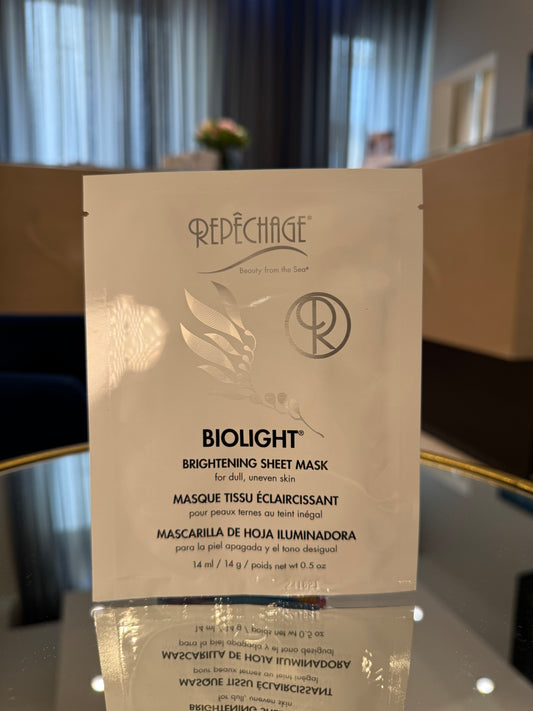 REPÊCHAGE®
Beauty from the Sea®
BIOLIGHT®
BRIGHTENING SHEET MASK
for dull, uneven skin
MASQUE TISSU ÉCLAIRCISSANT
pour peaux ternes au teint inégal
MASCARILLA DE HOJA ILUMINADORA
para la piel apagada y el tono desigual
14 ml / 14 g / poids net wt 0.5 oz